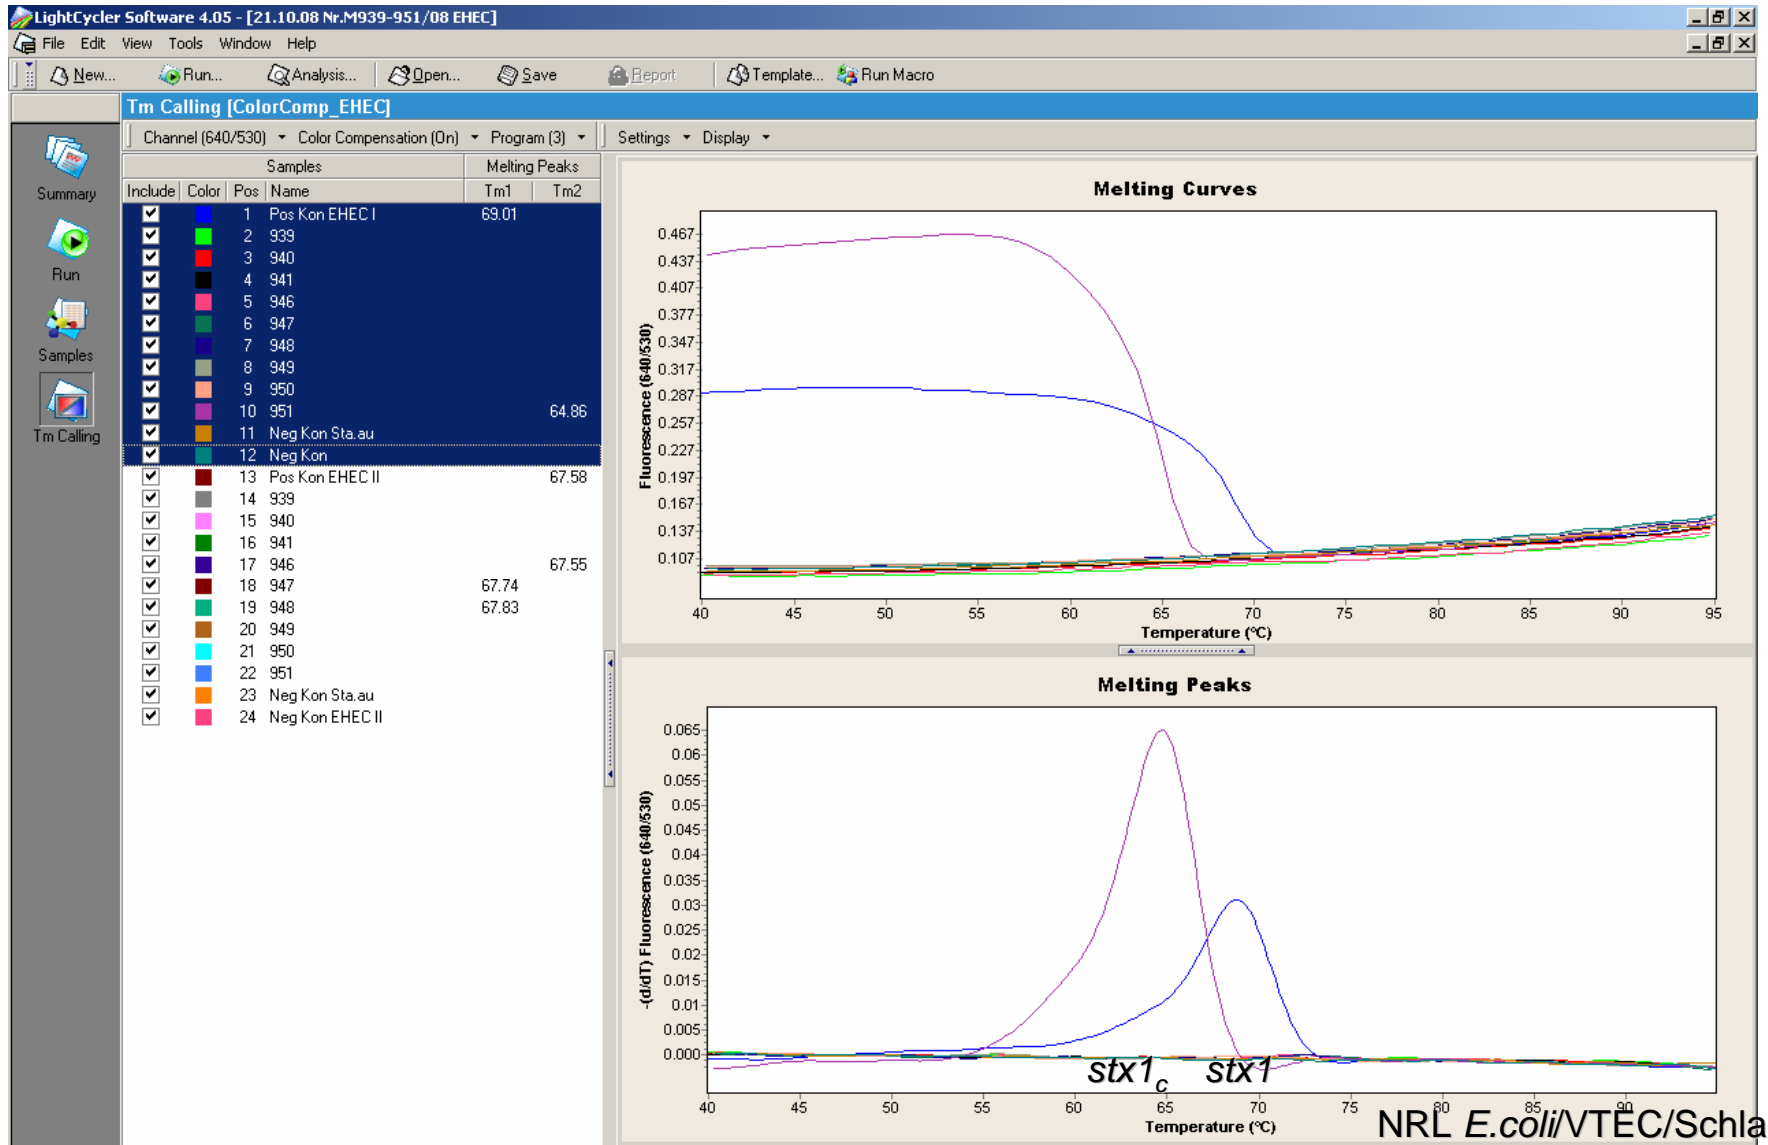 LightCycler Software 4.05 - [21.10.08 Nr.M939-951/08 EHEC]
File Edit View Tools Window Help
New... Run... Analysis... Open... Save Report Template... Run Macro
Tm Calling [ColorComp_EHEC]
Channel (640/530) Color Compensation (On) Program (3) Settings Display
Summary
Run
Samples
Tm Calling
Samples Melting Peaks
Include Color Pos Name Tm1 Tm2
1 Pos Kon EHEC I 69.01
2 939
3 940
4 941
5 946
6 947
7 948
8 949
9 950
10 951 64.86
11 Neg Kon Sta.au
12 Neg Kon
13 Pos Kon EHEC II 67.58
14 939
15 940
16 941
17 946 67.55
18 947 67.74
19 948 67.83
20 949
21 950
22 951
23 Neg Kon Sta.au
24 Neg Kon EHEC II
Melting Curves
Fluorescence (640/530)
0.467
0.437
0.407
0.377
0.347
0.317
0.287
0.257
0.227
0.197
0.167
0.137
0.107
40 45 50 55 60 65 70 75 80 85 90 95
Temperature (°C)
Melting Peaks
-(d/dT) Fluorescence (640/530)
0.065
0.06
0.055
0.05
0.045
0.04
0.035
0.03
0.025
0.02
0.015
0.01
0.005
0.000
stx1c stx1
40 45 50 55 60 65 70 75 80 85 90
Temperature (°C)
NRL E.coli/VTEC/Schla